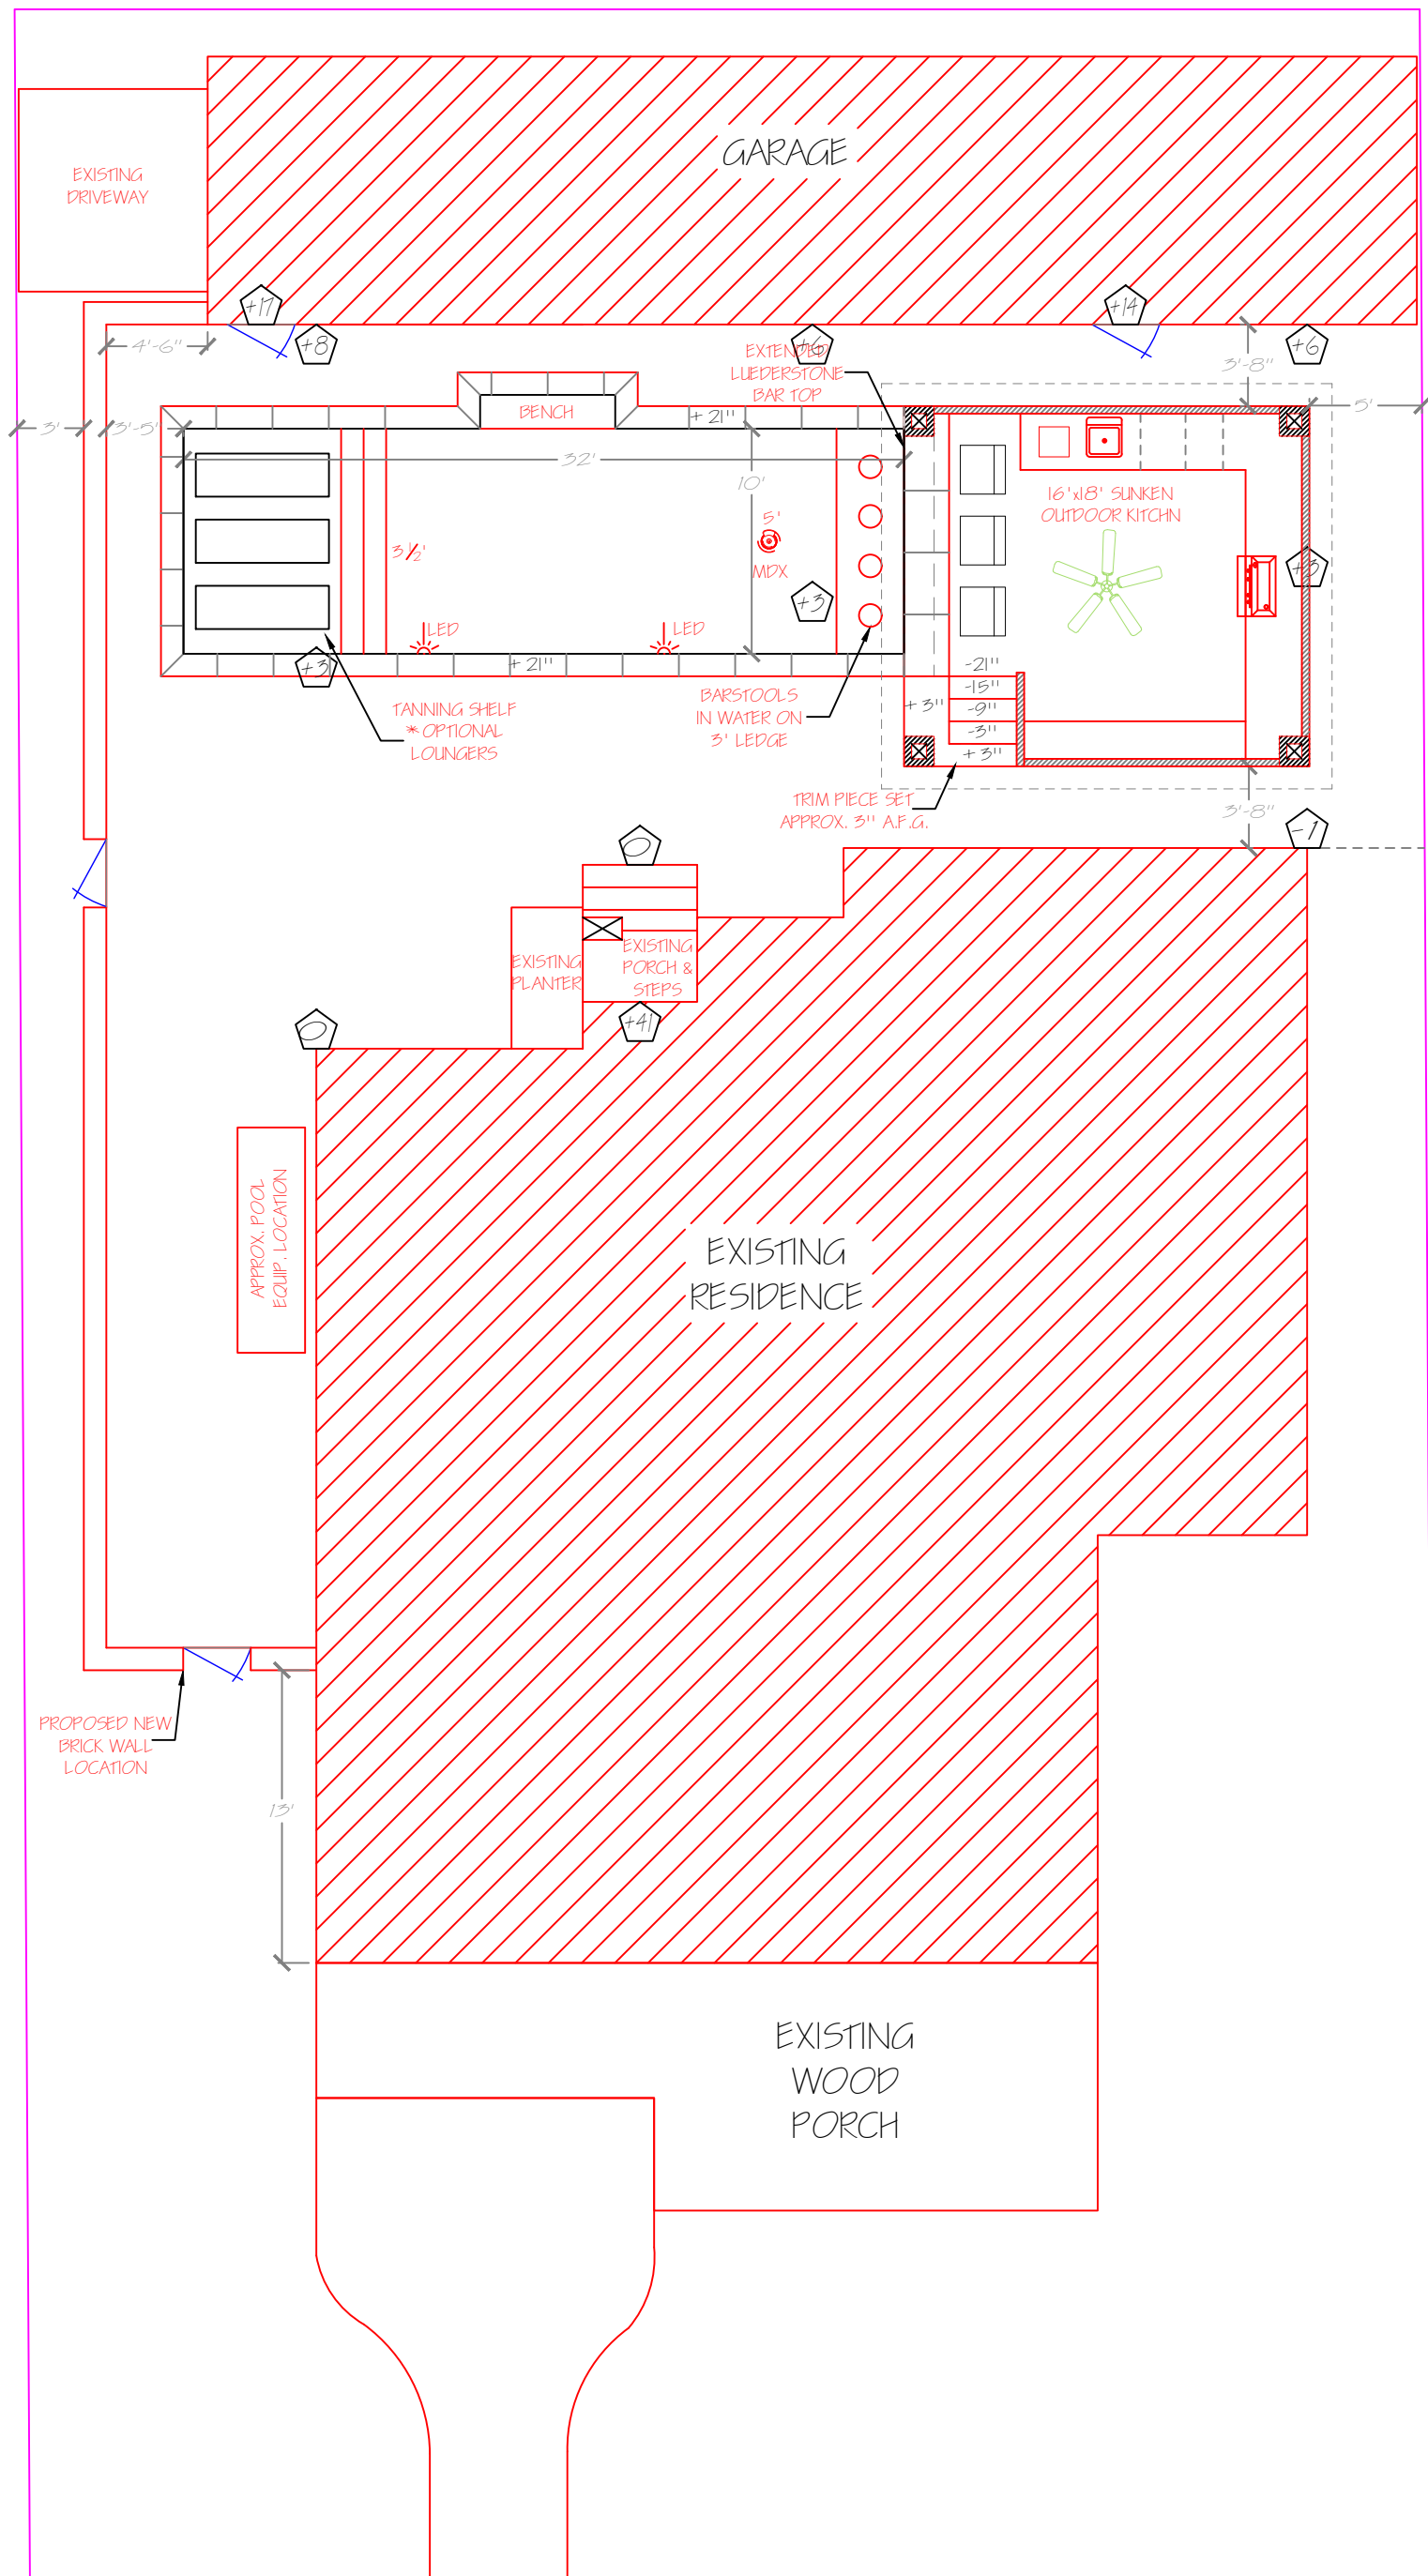 GARAGE
EXISTING
DRIVEWAY
+17
+14
4'-6"
+8
+6
+6
3'-8"
EXTENDED
LUEDERSTONE
BAR TOP
5'
3'
3'-5"
BENCH
+ 21"
32'
10'
16'x18' SUNKEN
OUTDOOR KITCHN
3 1/2'
5'
MDX
+3
+3
LED
LED
+3
+ 21"
-21"
-15"
-9"
-3"
+ 3"
+ 3"
TANNING SHELF
* OPTIONAL
LOUNGERS
BARSTOOLS
IN WATER ON
3' LEDGE
TRIM PIECE SET
APPROX. 3" A.F.G.
3'-8"
-1
0
EXISTING
PLANTER
EXISTING
PORCH &
STEPS
+41
0
APPROX. POOL
EQUIP. LOCATION
EXISTING
RESIDENCE
PROPOSED NEW
BRICK WALL
LOCATION
13'
EXISTING
WOOD
PORCH